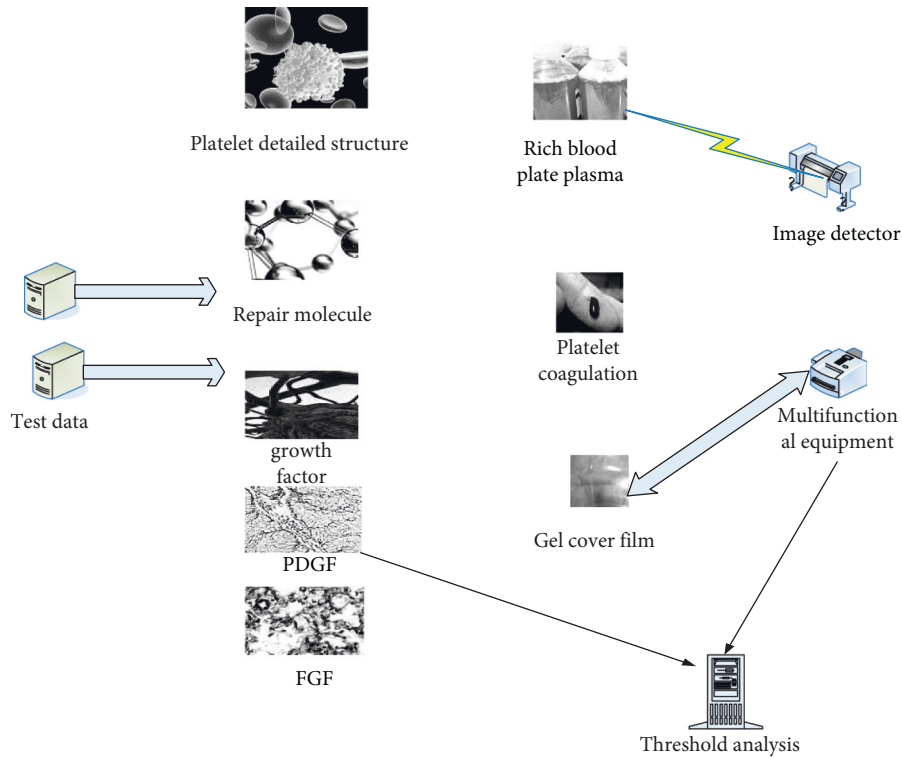 Platelet detailed structure
Rich blood
plate plasma
Image detector
Repair molecule
Platelet
coagulation
Test data
Multifunction
al equipment
growth
factor
Gel cover film
PDGF
FGF
Threshold analysis